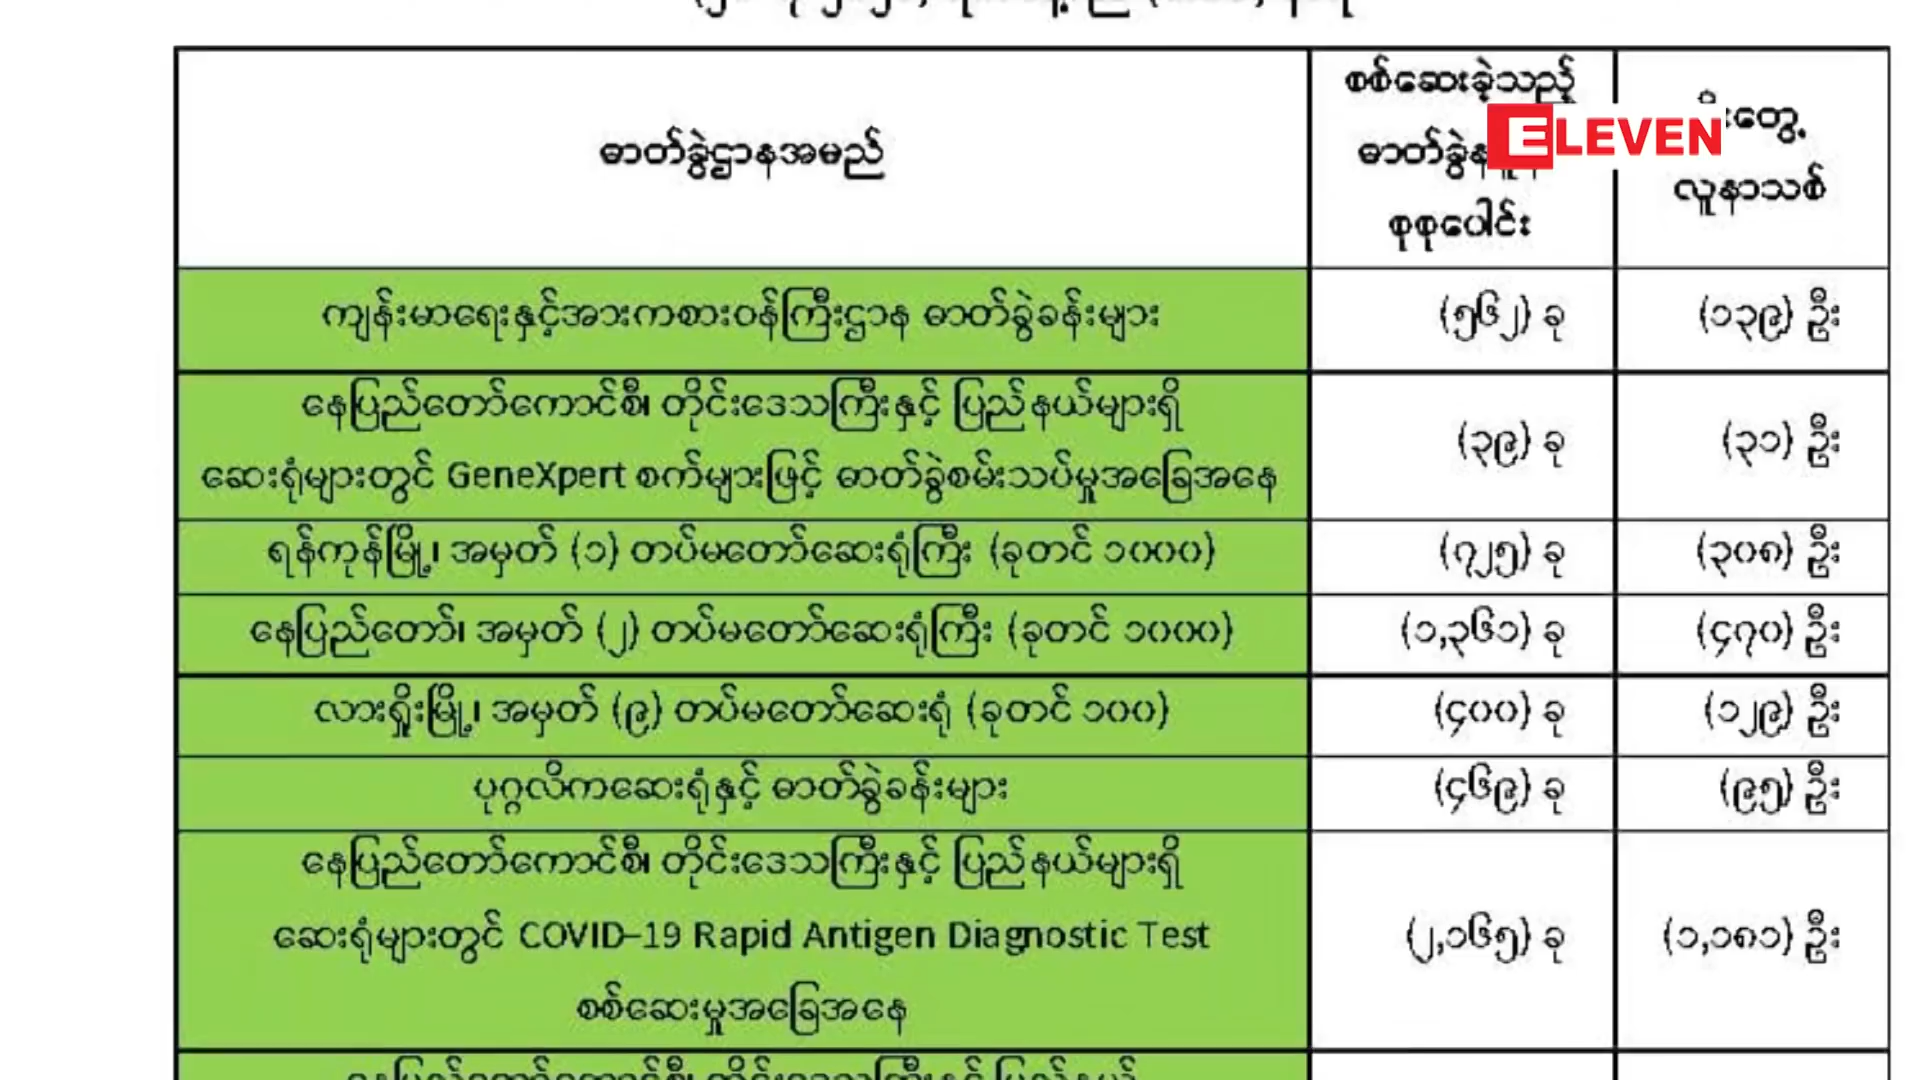 ဓာတ်ခွဲဌာနအမည်
စစ်ဆေးခဲ့သည့်
ဓာတ်ခွဲ
စုစုပေါင်း
လူနာသစ်
ELEVEN
ကျန်းမာရေးနှင့်အားကစားဝန်ကြီးဌာန ဓာတ်ခွဲခန်းများ
(၅၆၂) ခု
(၁၃၉) ဦး
နေပြည်တော်ကောင်စီ၊ တိုင်းဒေသကြီးနှင့် ပြည်နယ်များရှိ
ဆေးရုံများတွင် GeneXpert စက်များဖြင့် ဓာတ်ခွဲစမ်းသပ်မှုအခြေအနေ
(၃၉) ခု
(၃၁) ဦး
ရန်ကုန်မြို့၊ အမှတ် (၁) တပ်မတော်ဆေးရုံကြီး (ခုတင် ၁၀၀၀)
(၇၂၅) ခု
(၃၀၈) ဦး
နေပြည်တော်၊ အမှတ် (၂) တပ်မတော်ဆေးရုံကြီး (ခုတင် ၁၀၀၀)
(၁,၃၆၁) ခု
(၄၇၀) ဦး
လားရှိုးမြို့၊ အမှတ် (၉) တပ်မတော်ဆေးရုံ (ခုတင် ၁၀၀)
(၄၀၀) ခု
(၁၂၉) ဦး
ပုဂ္ဂလိကဆေးရုံနှင့် ဓာတ်ခွဲခန်းများ
(၄၆၉) ခု
(၉၅) ဦး
နေပြည်တော်ကောင်စီ၊ တိုင်းဒေသကြီးနှင့် ပြည်နယ်များရှိ
ဆေးရုံများတွင် COVID-19 Rapid Antigen Diagnostic Test
စစ်ဆေးမှုအခြေအနေ
(၂,၁၆၅) ခု
(၁,၁၈၁) ဦး